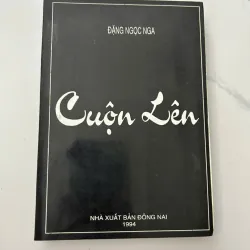 ĐẶNG NGỌC NGA
Cuộn Lên
NHÀ XUẤT BẢN ĐỒNG NAI
1994